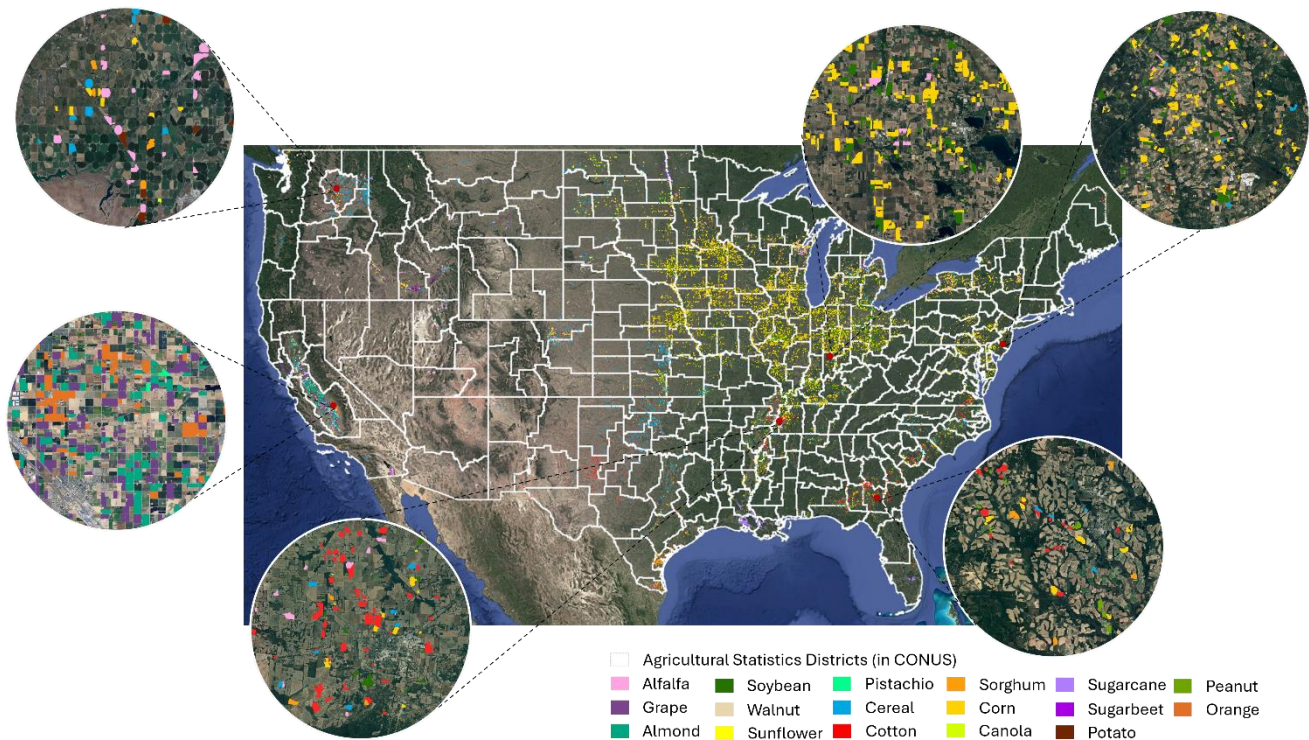 Agricultural Statistics Districts (in CONUS)
Alfalfa Soybean Pistachio Sorghum Sugarcane Peanut
Grape Walnut Cereal Corn Sugarbeet Orange
Almond Sunflower Cotton Canola Potato